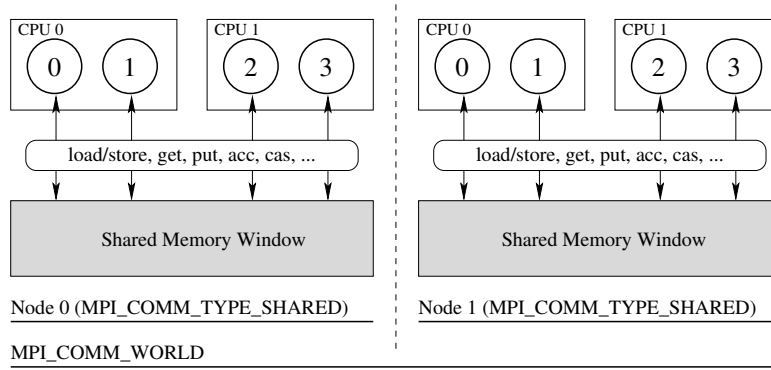 CPU 0
CPU 1
0
1
2
3
load/store, get, put, acc, cas, ...
Shared Memory Window
Node 0 (MPI_COMM_TYPE_SHARED)
CPU 0
CPU 1
0
1
2
3
load/store, get, put, acc, cas, ...
Shared Memory Window
Node 1 (MPI_COMM_TYPE_SHARED)
MPI_COMM_WORLD